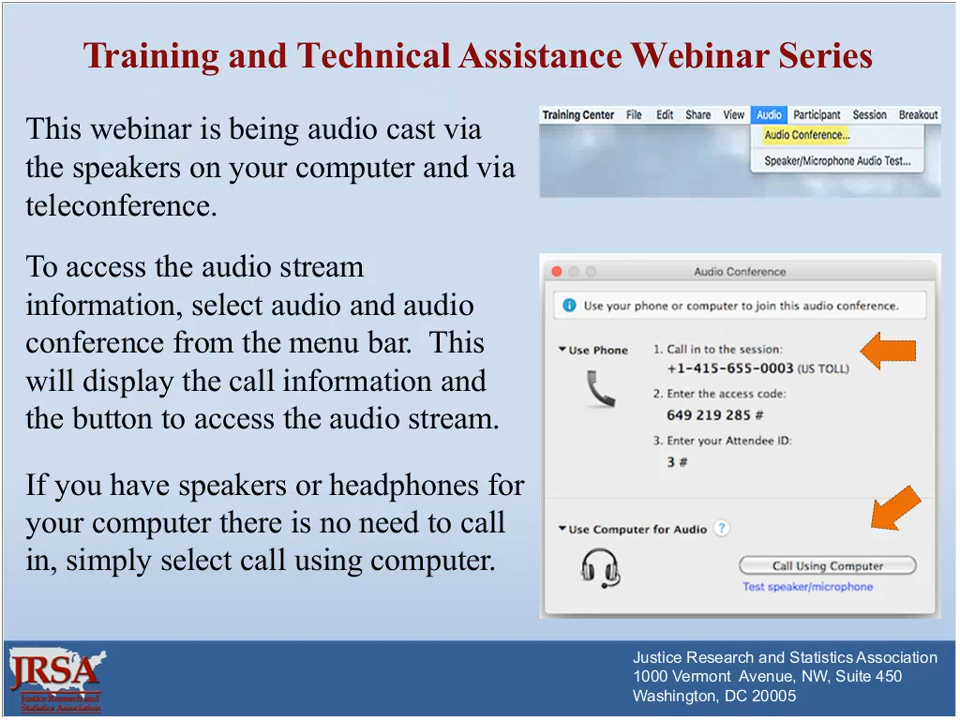 Training and Technical Assistance Webinar Series
This webinar is being audio cast via
the speakers on your computer and via
teleconference.
To access the audio stream
information, select audio and audio
conference from the menu bar.  This
will display the call information and
the button to access the audio stream.
If you have speakers or headphones for
your computer there is no need to call
in, simply select call using computer.
Training Center File Edit Share View Audio Participant Session Breakout
Audio Conference...
Speaker/Microphone Audio Test...
Audio Conference
Use your phone or computer to join this audio conference.
Use Phone
1. Call in to the session:
+1-415-655-0003 (US TOLL)
2. Enter the access code:
649 219 285 #
3. Enter your Attendee ID:
3 #
Use Computer for Audio ?
Call Using Computer
Test speaker/microphone
JRSA
Justice Research and
Statistics Association
Justice Research and Statistics Association
1000 Vermont  Avenue, NW, Suite 450
Washington, DC 20005